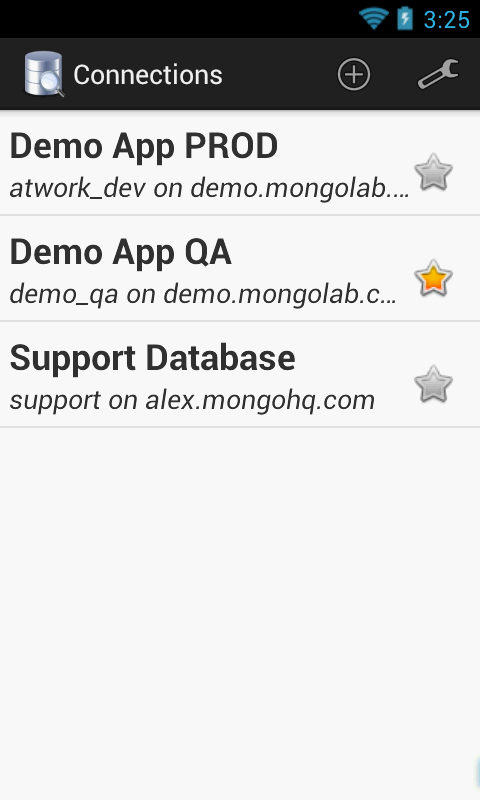 3:25
Connections
Demo App PROD
atwork_dev on demo.mongolab....
Demo App QA
demo_qa on demo.mongolab.c...
Support Database
support on alex.mongohq.com